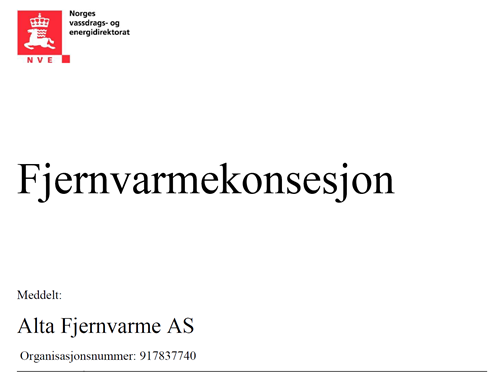 Norges
vassdrags- og
energidirektorat
NVE
Fjernvarmekonsesjon
Meddelt:
Alta Fjernvarme AS
Organisasjonsnummer: 917837740